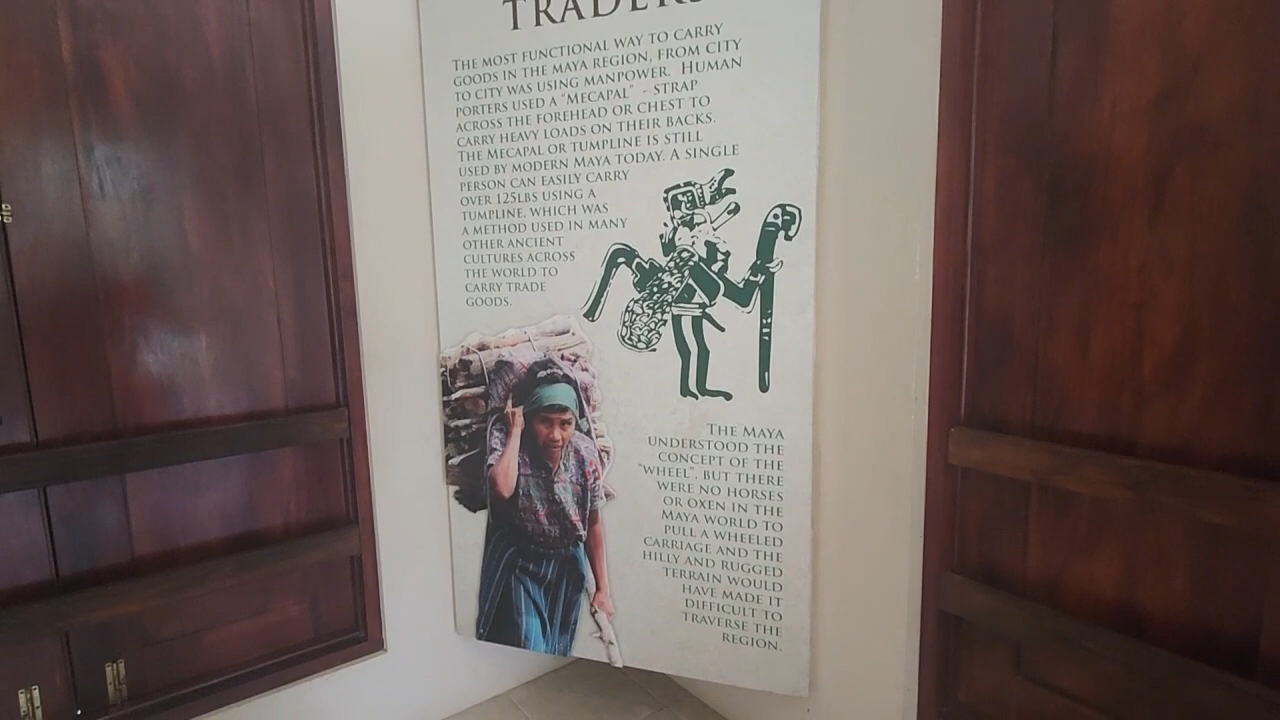 TRADERS
THE MOST FUNCTIONAL WAY TO CARRY
GOODS IN THE MAYA REGION, FROM CITY
TO CITY WAS USING MANPOWER. HUMAN
PORTERS USED A "MECAPAL" - STRAP
ACROSS THE FOREHEAD OR CHEST TO
CARRY HEAVY LOADS ON THEIR BACKS.
THE MECAPAL OR TUMPLINE IS STILL
USED BY MODERN MAYA TODAY. A SINGLE
PERSON CAN EASILY CARRY
OVER 125LBS USING A
TUMPLINE, WHICH WAS
A METHOD USED IN MANY
OTHER ANCIENT
CULTURES ACROSS
THE WORLD TO
CARRY TRADE
GOODS.
THE MAYA
UNDERSTOOD THE
CONCEPT OF THE
"WHEEL", BUT THERE
WERE NO HORSES
OR OXEN IN THE
MAYA WORLD TO
PULL A WHEELED
CARRIAGE AND THE
HILLY AND RUGGED
TERRAIN WOULD
HAVE MADE IT
DIFFICULT TO
TRAVERSE THE
REGION.